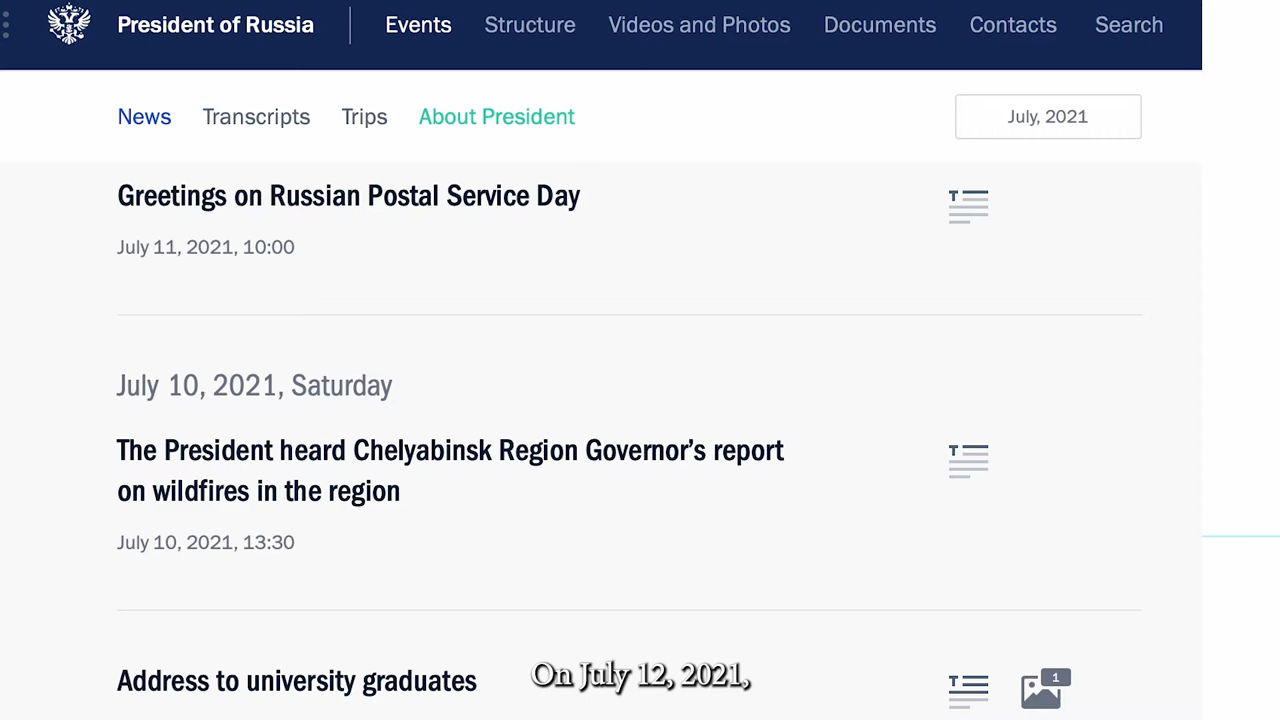 President of Russia Events Structure Videos and Photos Documents Contacts Search
News Transcripts Trips About President July, 2021
Greetings on Russian Postal Service Day
July 11, 2021, 10:00
July 10, 2021, Saturday
The President heard Chelyabinsk Region Governor’s report
on wildfires in the region
July 10, 2021, 13:30
Address to university graduates
1
On July 12, 2021,